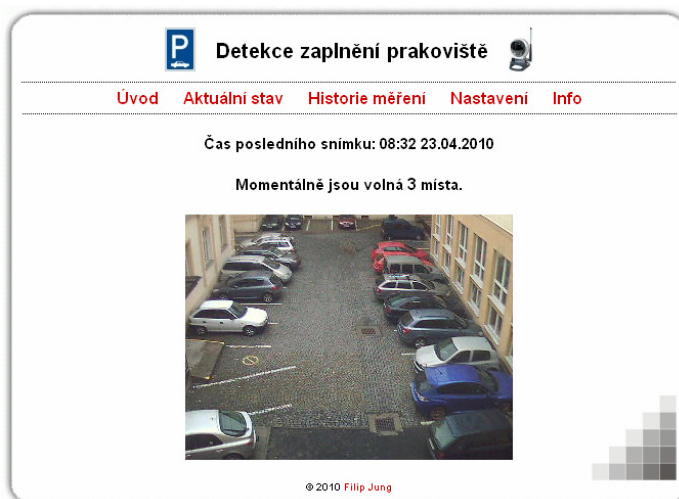 P
Detekce zaplnění prakoviště
Úvod Aktuální stav Historie měření Nastavení Info
Čas posledního snímku: 08:32 23.04.2010
Momentálně jsou volná 3 místa.
© 2010 Filip Jung